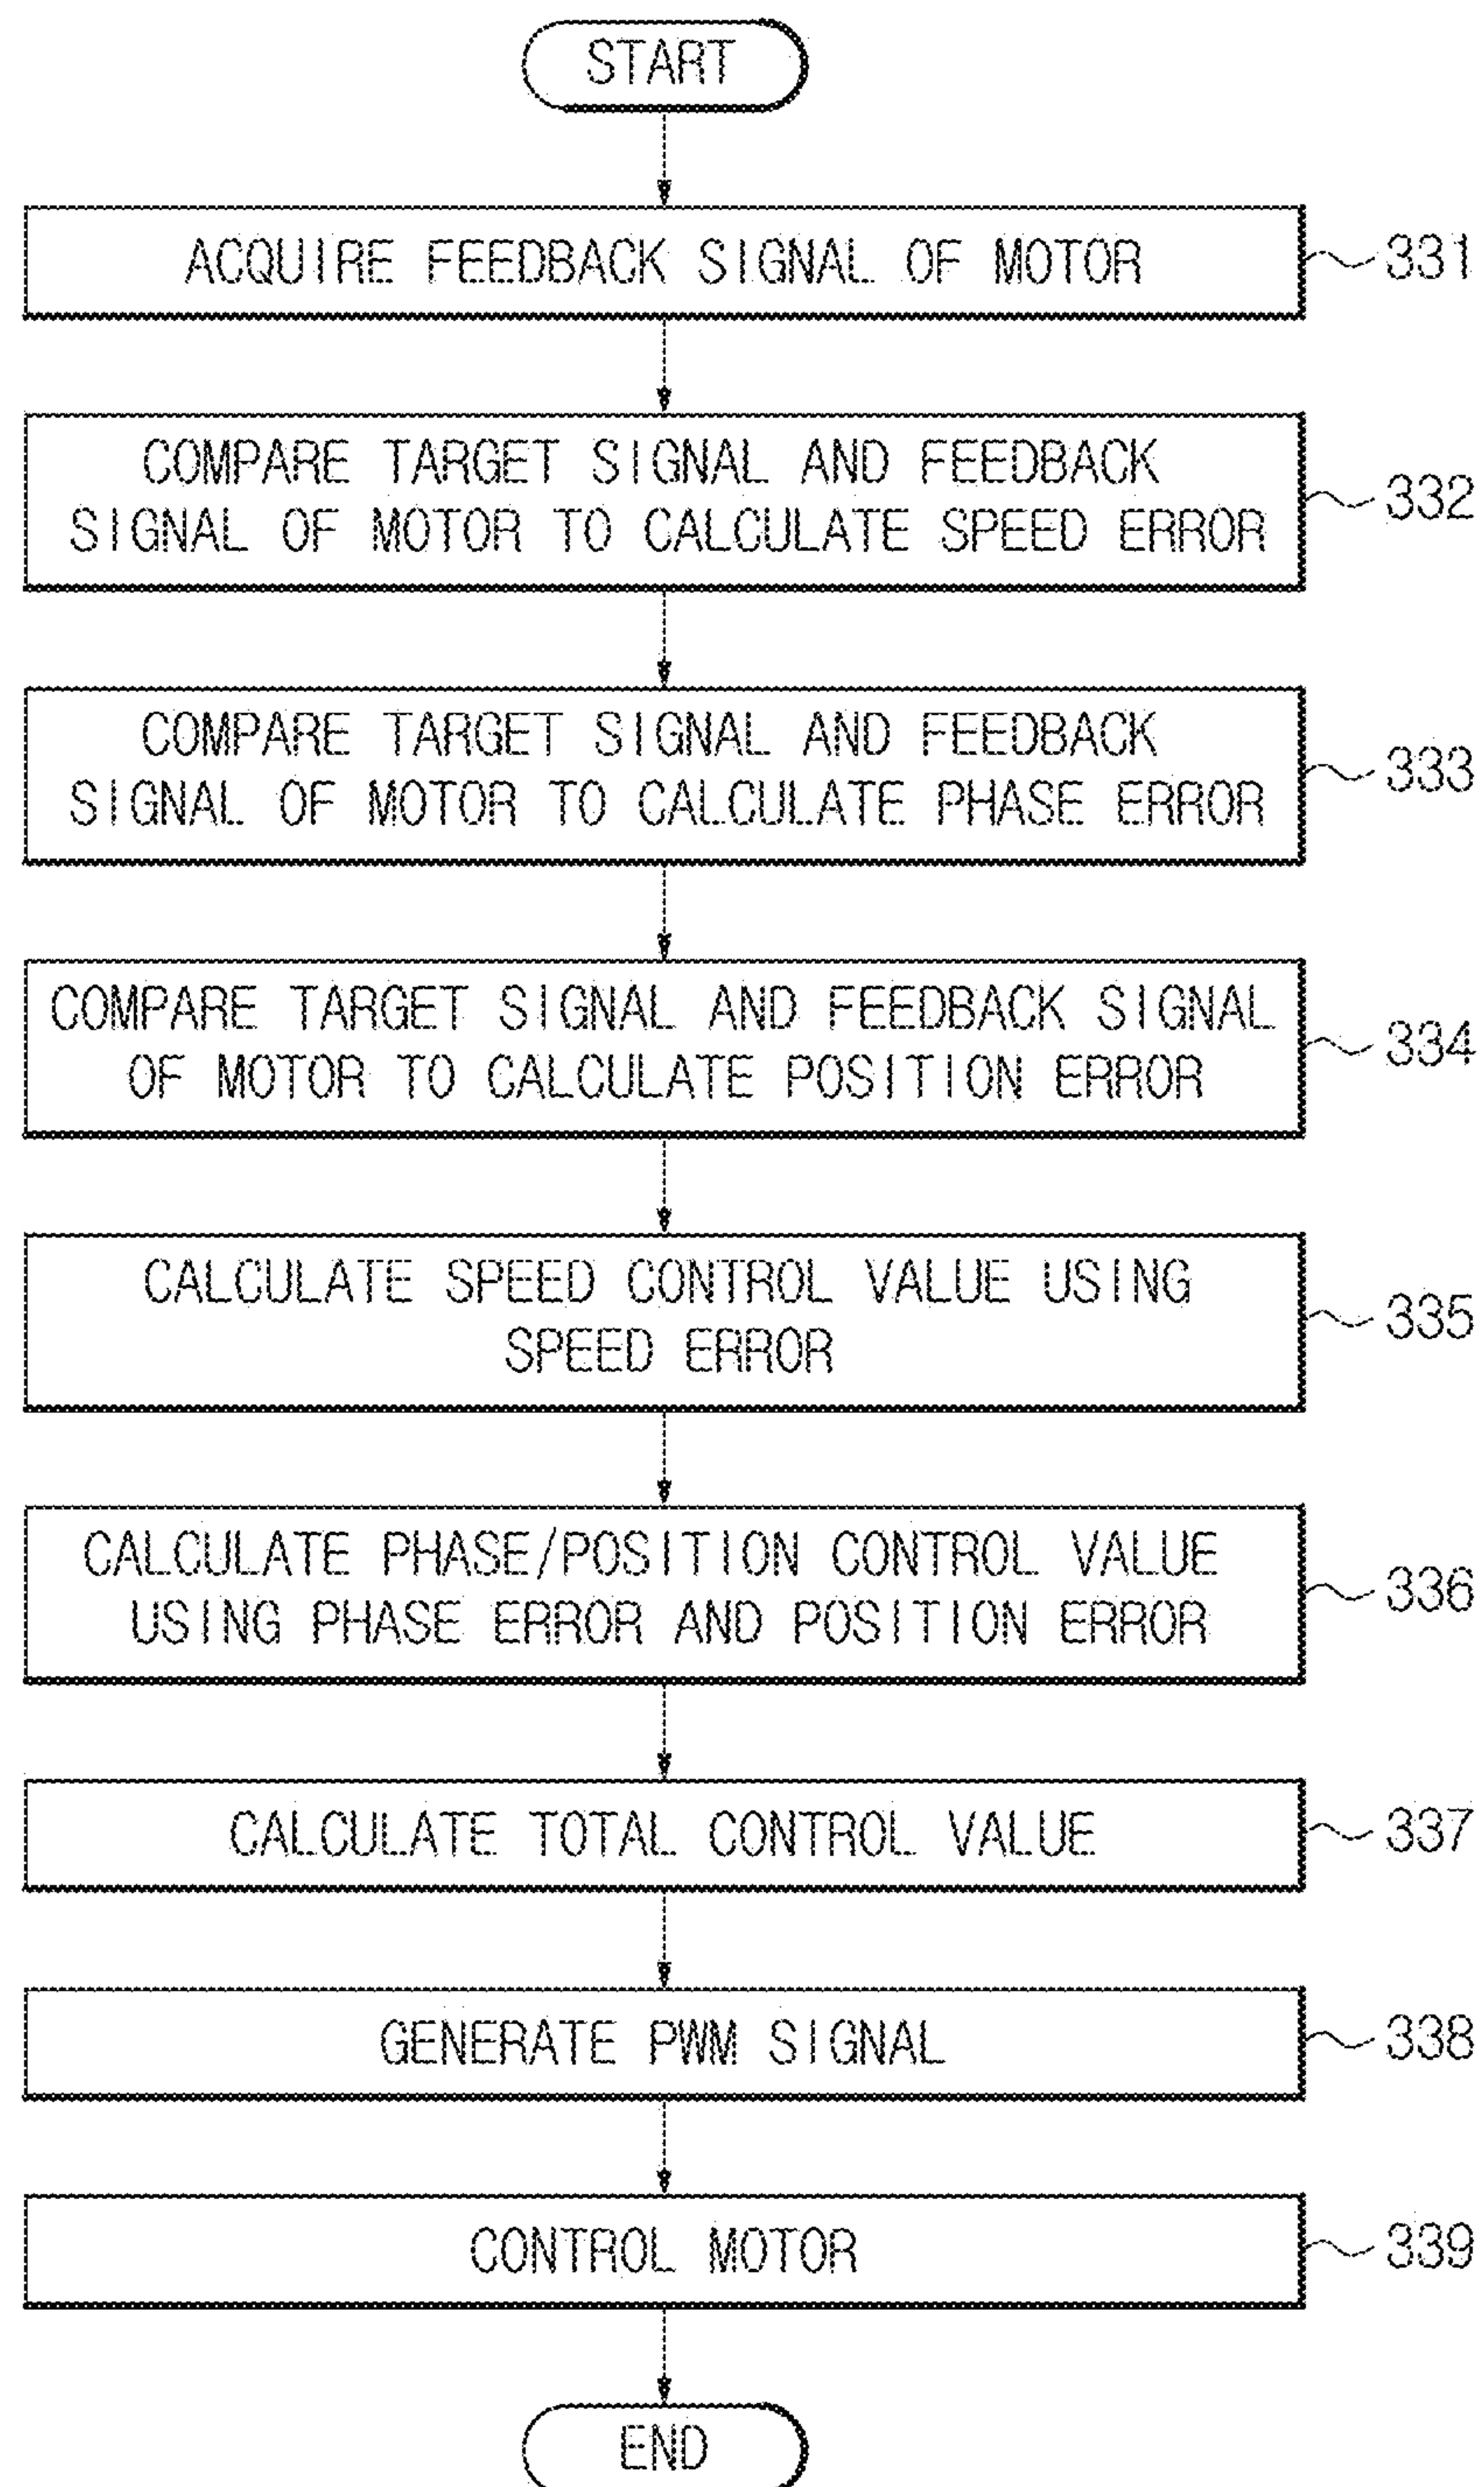 START
ACQUIRE FEEDBACK SIGNAL OF MOTOR
331
COMPARE TARGET SIGNAL AND FEEDBACK
SIGNAL OF MOTOR TO CALCULATE SPEED ERROR
332
COMPARE TARGET SIGNAL AND FEEDBACK
SIGNAL OF MOTOR TO CALCULATE PHASE ERROR
333
COMPARE TARGET SIGNAL AND FEEDBACK SIGNAL
OF MOTOR TO CALCULATE POSITION ERROR
334
CALCULATE SPEED CONTROL VALUE USING
SPEED ERROR
335
CALCULATE PHASE/POSITION CONTROL VALUE
USING PHASE ERROR AND POSITION ERROR
336
CALCULATE TOTAL CONTROL VALUE
337
GENERATE PWM SIGNAL
338
CONTROL MOTOR
339
END